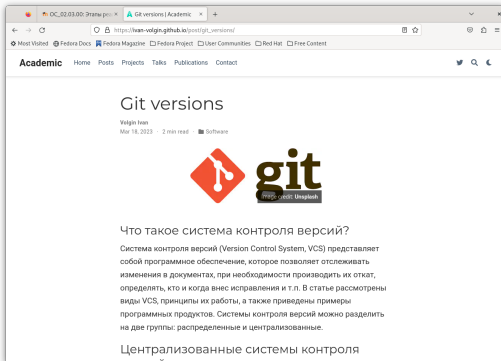 ОС_02.03.00: Этапы реа
Git versions | Academic
https://ivan-volgin.github.io/post/git_versions/
Most Visited Fedora Docs Fedora Magazine Fedora Project User Communities Red Hat Free Content
Academic Home Posts Projects Talks Publications Contact
Git versions
Volgin Ivan
Mar 18, 2023 · 2 min read · Software
git
Image credit: Unsplash
Что такое система контроля версий?
Система контроля версий (Version Control System, VCS) представляет
собой программное обеспечение, которое позволяет отслеживать
изменения в документах, при необходимости производить их откат,
определять, кто и когда внес исправления и т.п. В статье рассмотрены
виды VCS, принципы их работы, а также приведены примеры
программных продуктов. Системы контроля версий можно разделить
на две группы: распределенные и централизованные.
Централизованные системы контроля